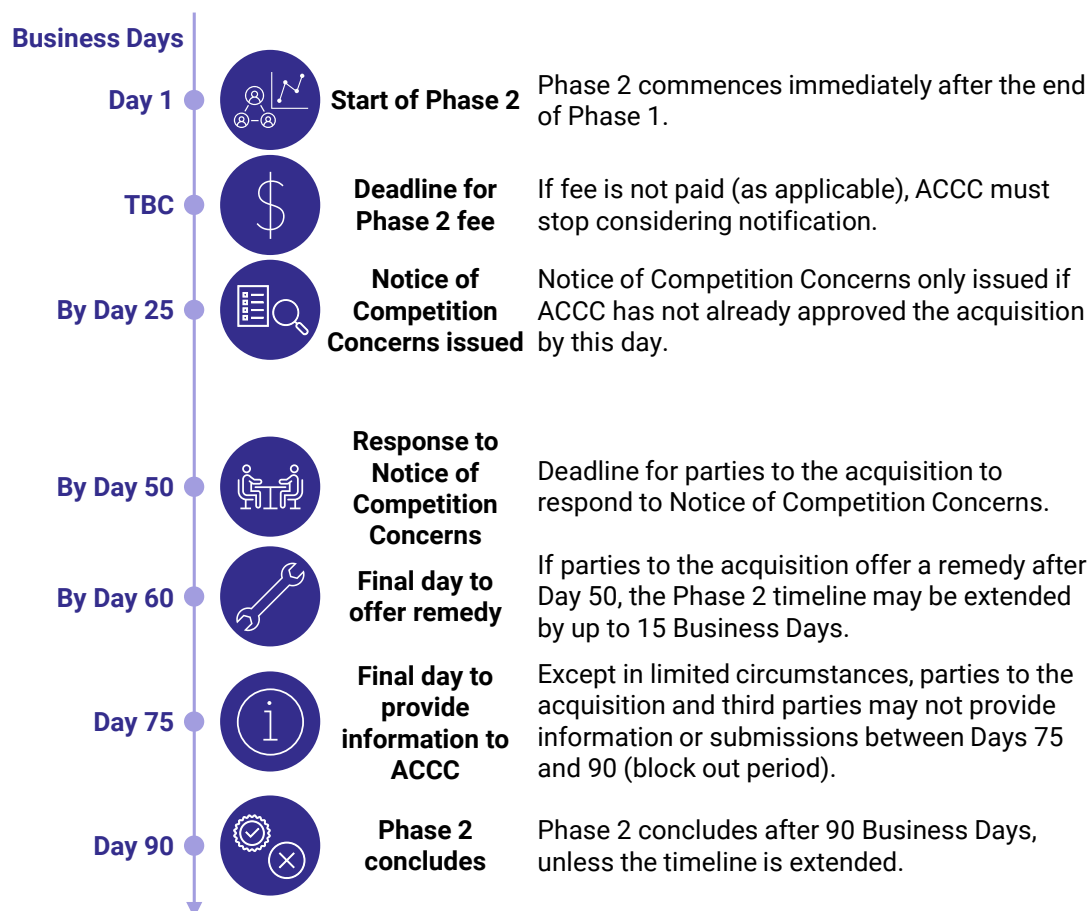 Business Days
Day 1
Start of Phase 2
Phase 2 commences immediately after the end
of Phase 1.
TBC
Deadline for
Phase 2 fee
If fee is not paid (as applicable), ACCC must
stop considering notification.
By Day 25
Notice of
Competition
Concerns issued
Notice of Competition Concerns only issued if
ACCC has not already approved the acquisition
by this day.
By Day 50
Response to
Notice of
Competition
Concerns
Deadline for parties to the acquisition to
respond to Notice of Competition Concerns.
By Day 60
Final day to
offer remedy
If parties to the acquisition offer a remedy after
Day 50, the Phase 2 timeline may be extended
by up to 15 Business Days.
Day 75
Final day to
provide
information to
ACCC
Except in limited circumstances, parties to the
acquisition and third parties may not provide
information or submissions between Days 75
and 90 (block out period).
Day 90
Phase 2
concludes
Phase 2 concludes after 90 Business Days,
unless the timeline is extended.